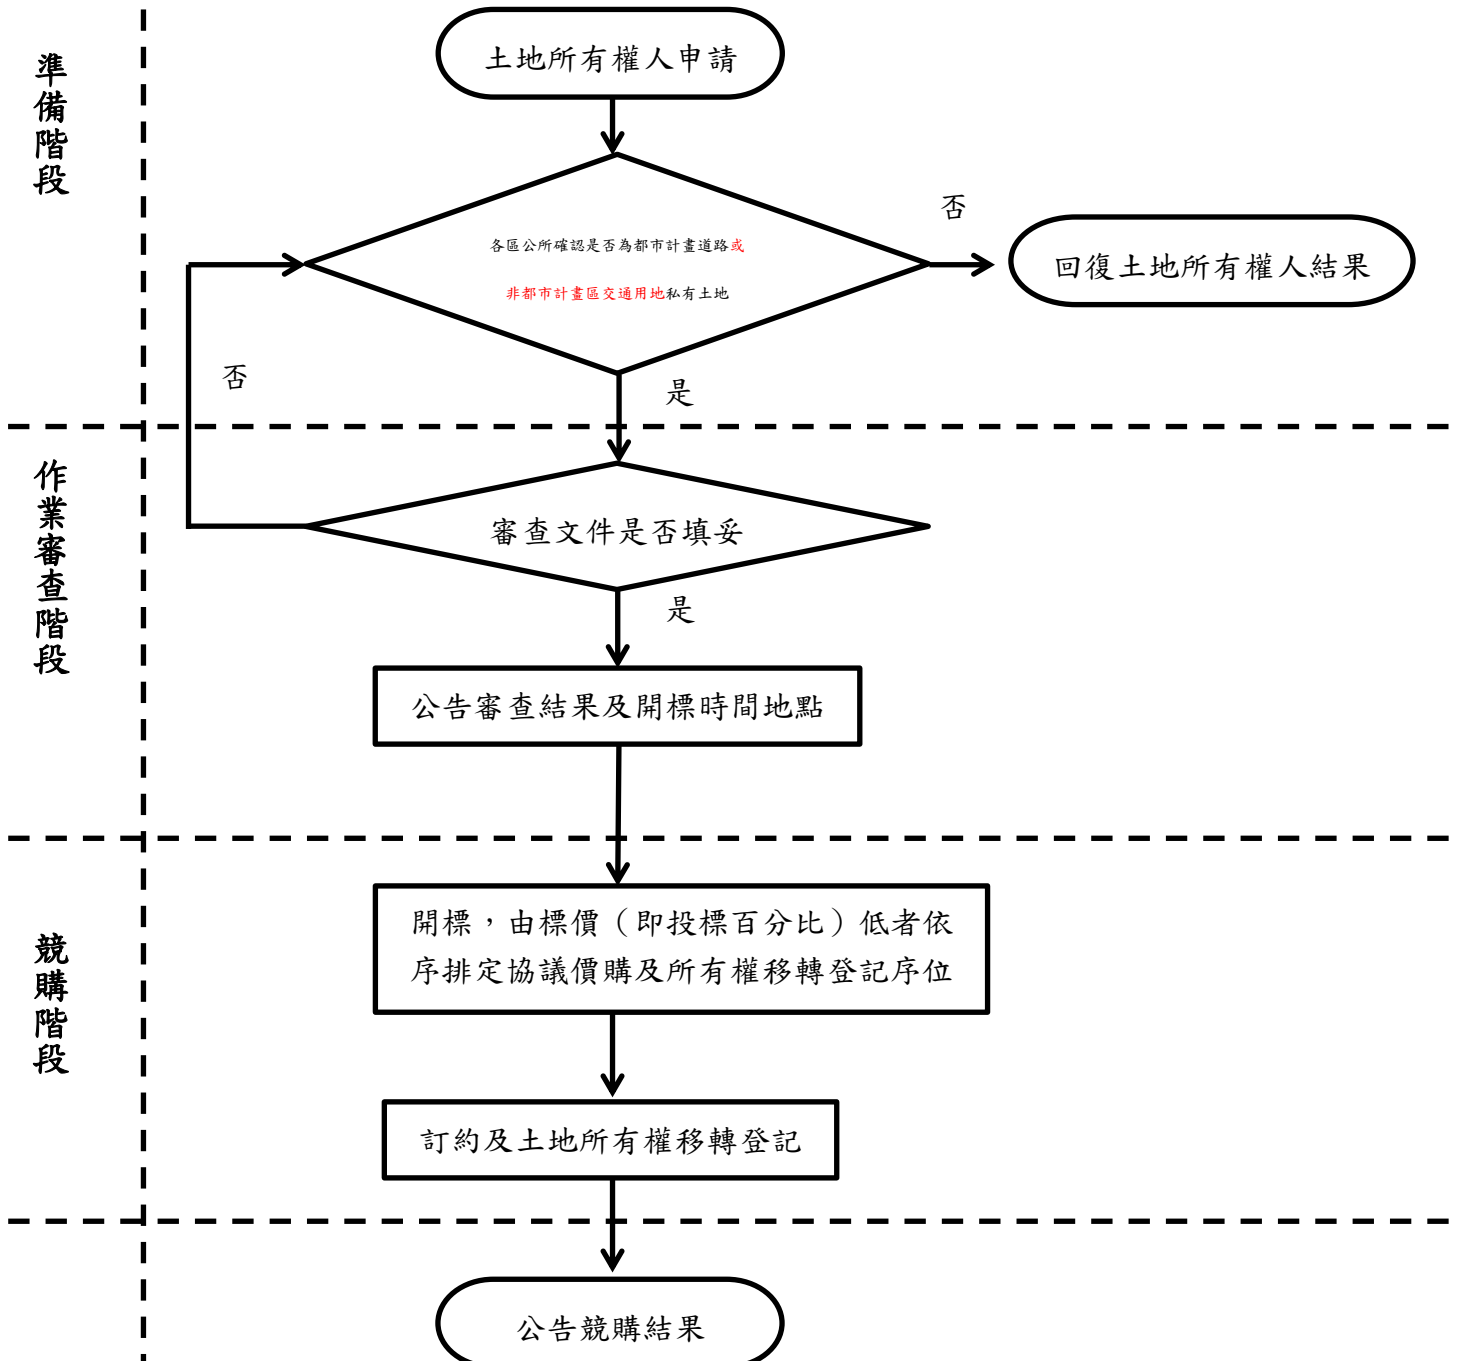 準備階段
土地所有權人申請
各區公所確認是否為都市計畫道路或
非都市計畫區交通用地私有土地
否
回復土地所有權人結果
否
是
作業審查階段
審查文件是否填妥
是
公告審查結果及開標時間地點
競購階段
開標，由標價（即投標百分比）低者依
序排定協議價購及所有權移轉登記序位
訂約及土地所有權移轉登記
公告競購結果